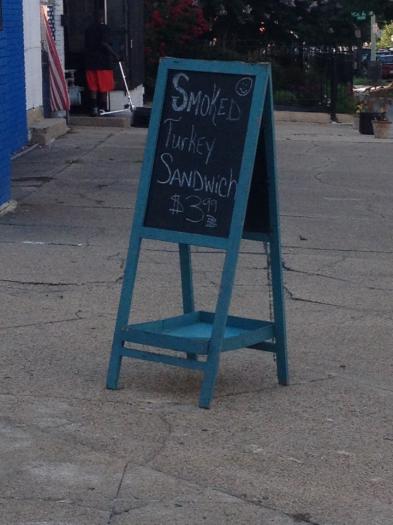 SMOKED
Turkey
SANDWICH
$3.99